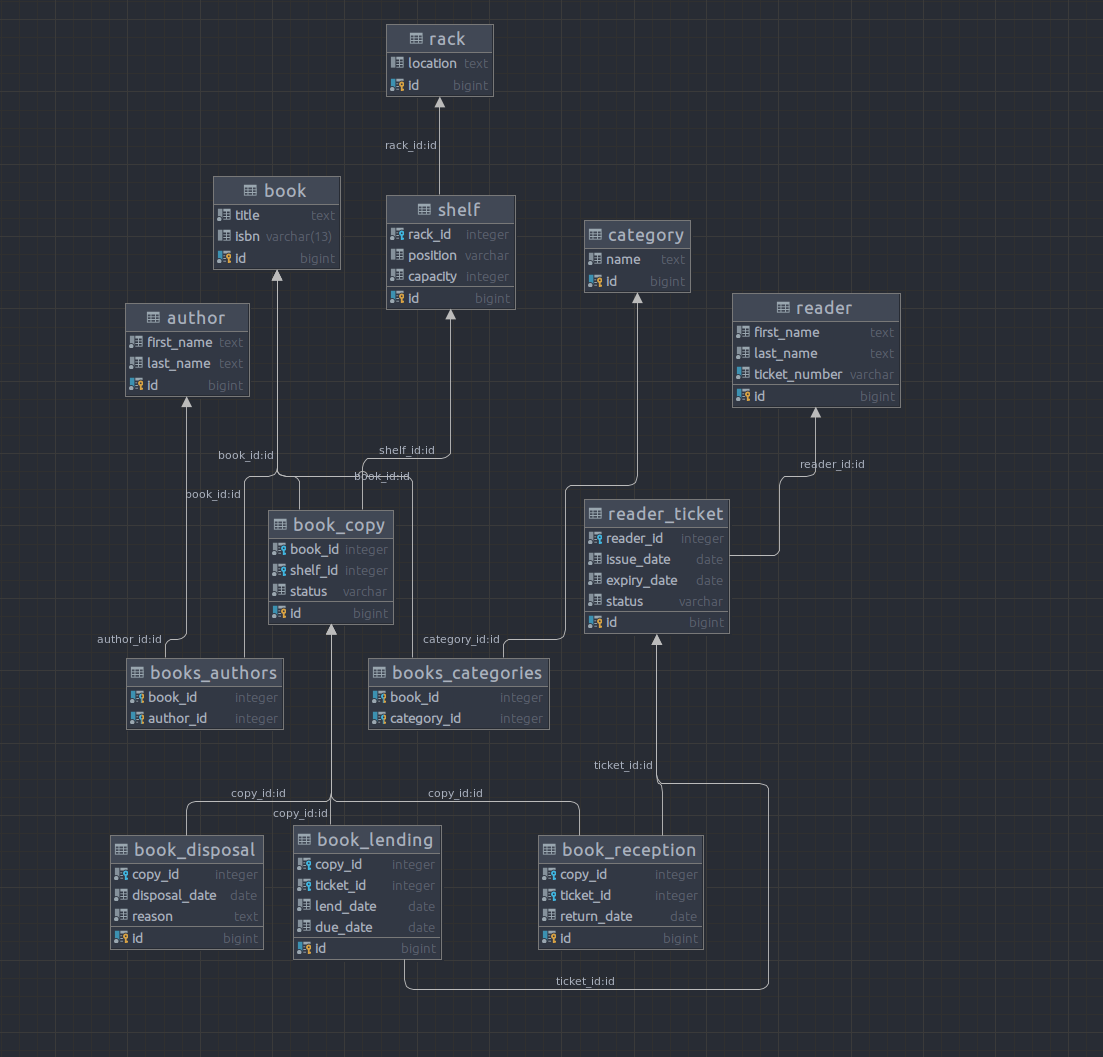 rack
location text
id bigint
rack_id:id
book
title text
isbn varchar(13)
id bigint
shelf
rack_id integer
position varchar
capacity integer
id bigint
category
name text
id bigint
reader
first_name text
last_name text
ticket_number varchar
id bigint
author
first_name text
last_name text
id bigint
shelf_id:id
book_id:id
reader_id:id
book_id:id
book_id:id
book_copy
book_id integer
shelf_id integer
status varchar
id bigint
reader_ticket
reader_id integer
issue_date date
expiry_date date
status varchar
id bigint
author_id:id
category_id:id
books_authors
book_id integer
author_id integer
books_categories
book_id integer
category_id integer
ticket_id:id
copy_id:id
copy_id:id
copy_id:id
book_disposal
copy_id integer
disposal_date date
reason text
id bigint
book_lending
copy_id integer
ticket_id integer
lend_date date
due_date date
id bigint
book_reception
copy_id integer
ticket_id integer
return_date date
id bigint
ticket_id:id